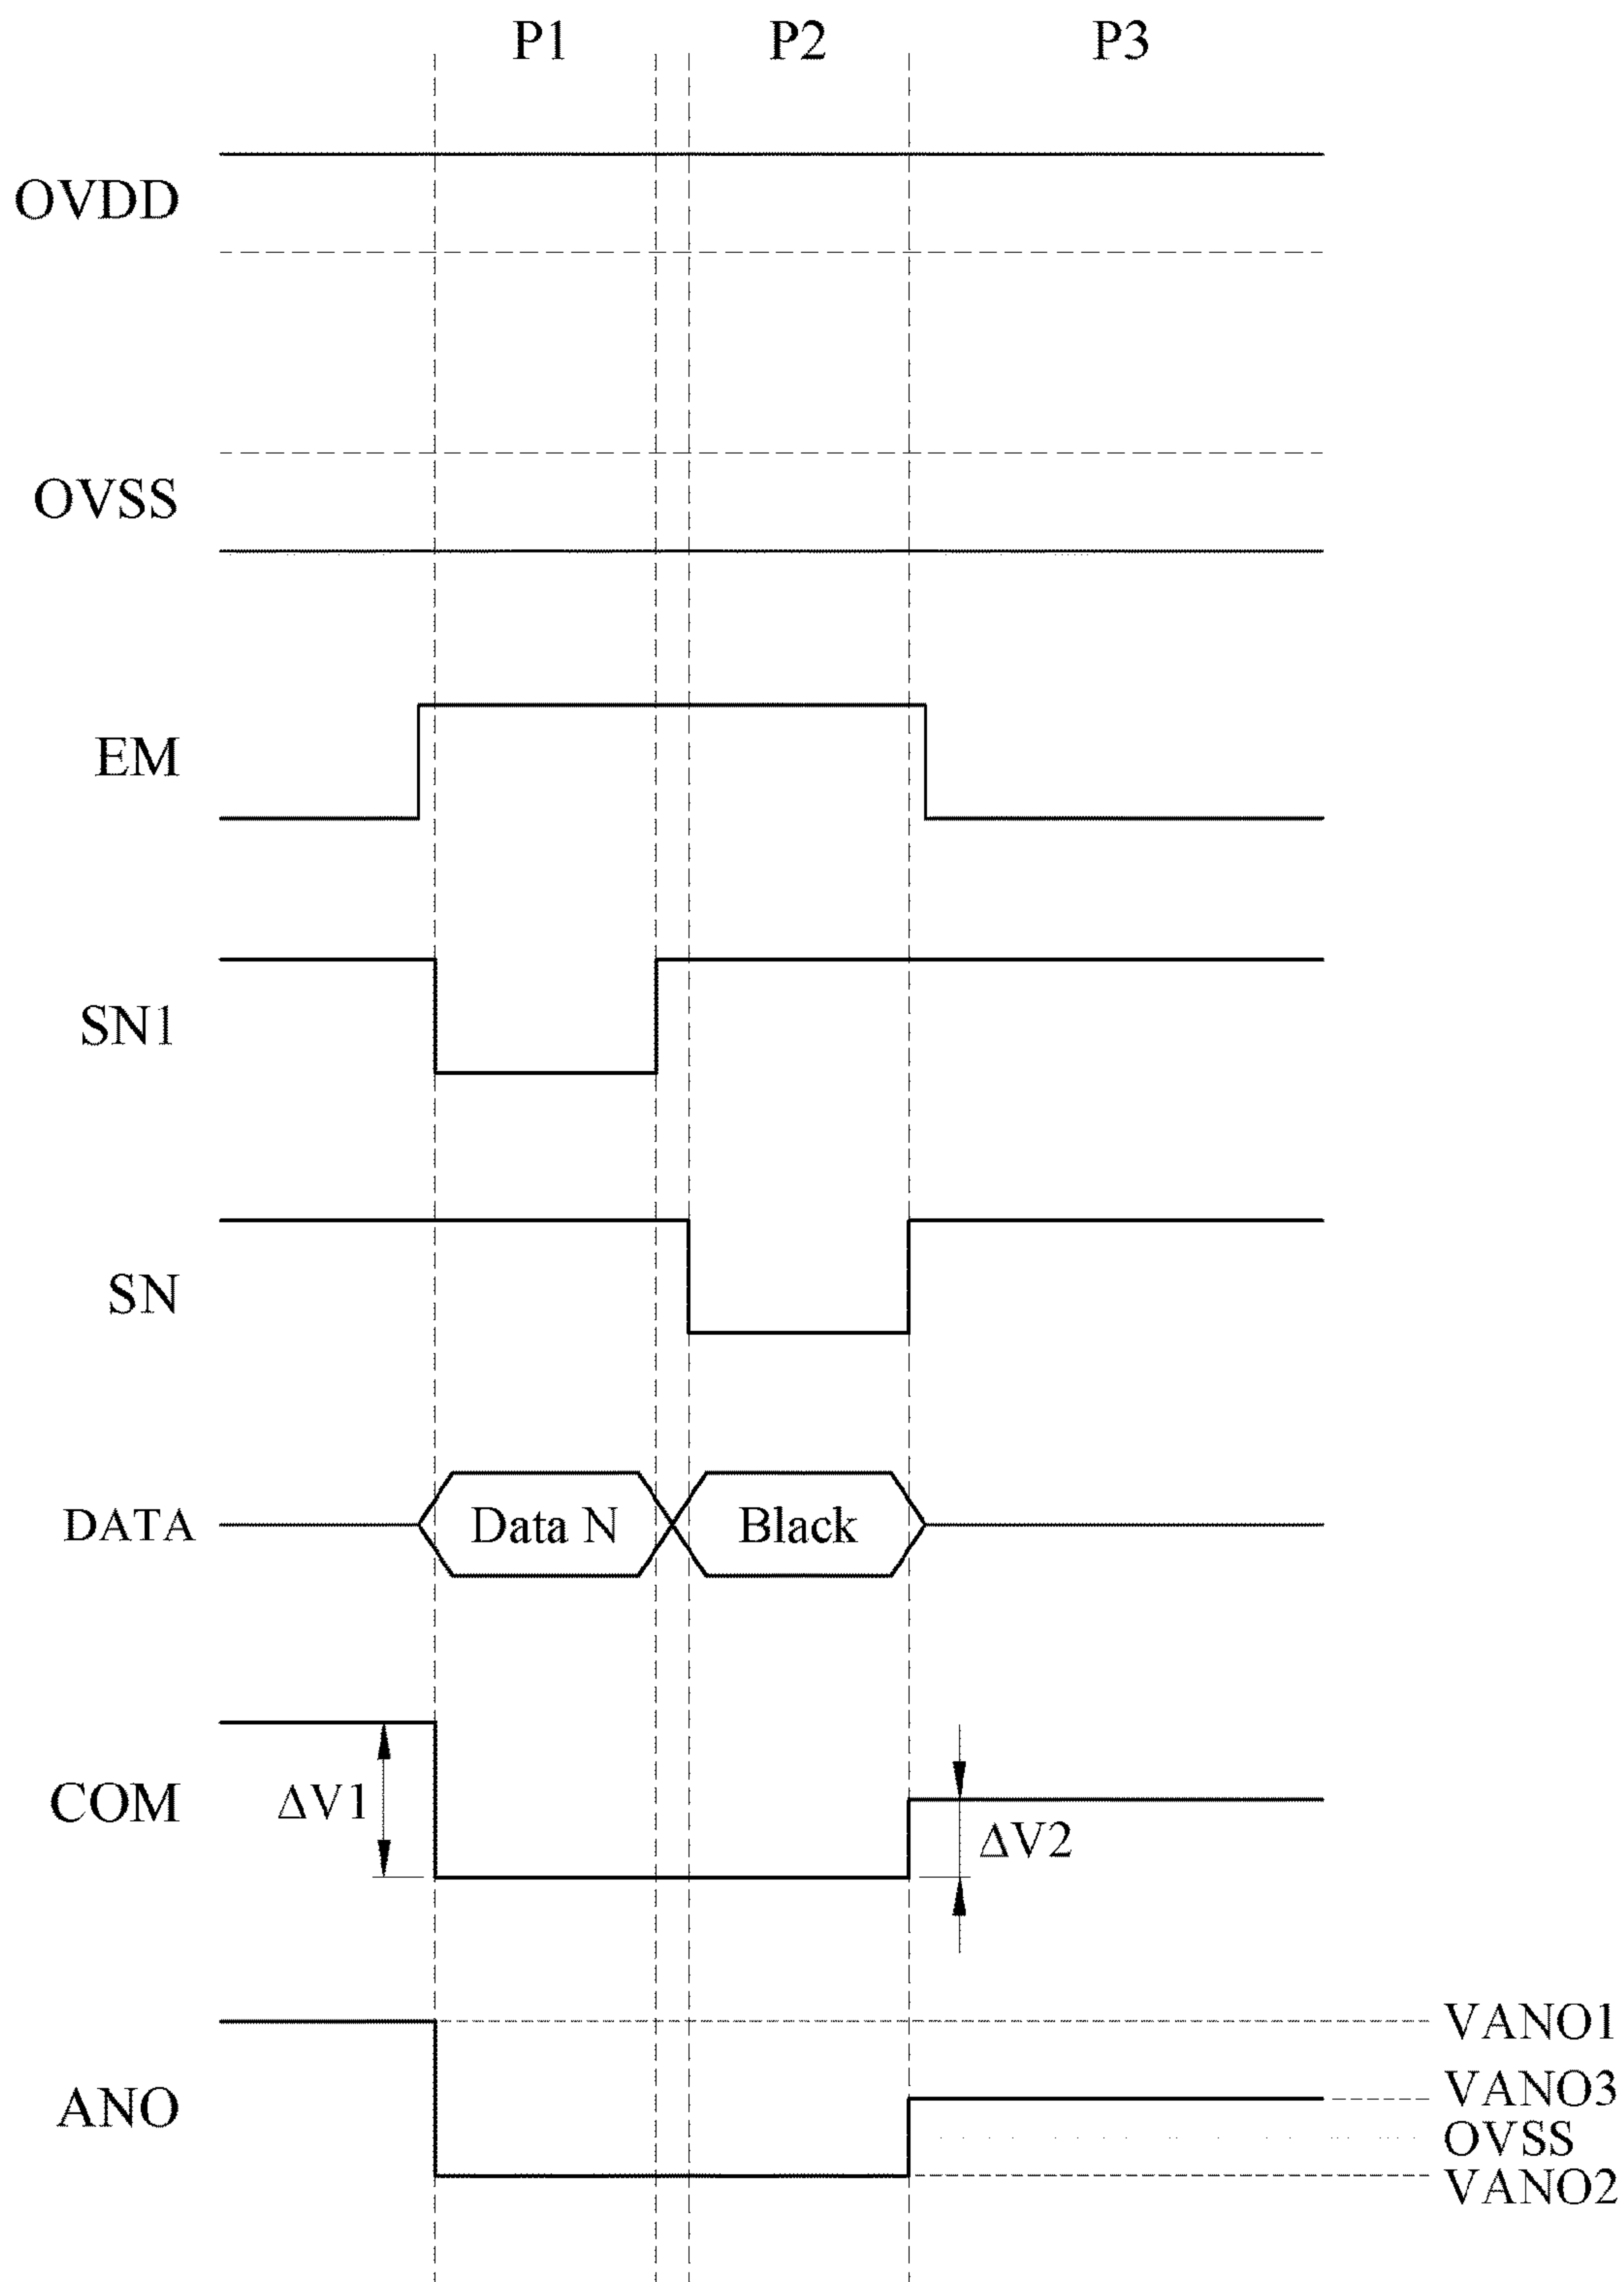 P1 P2 P3
OVDD
OVSS
EM
SN1
SN
DATA Data N Black
COM ΔV1 ΔV2
VANO1
ANO VANO3
OVSS
VANO2